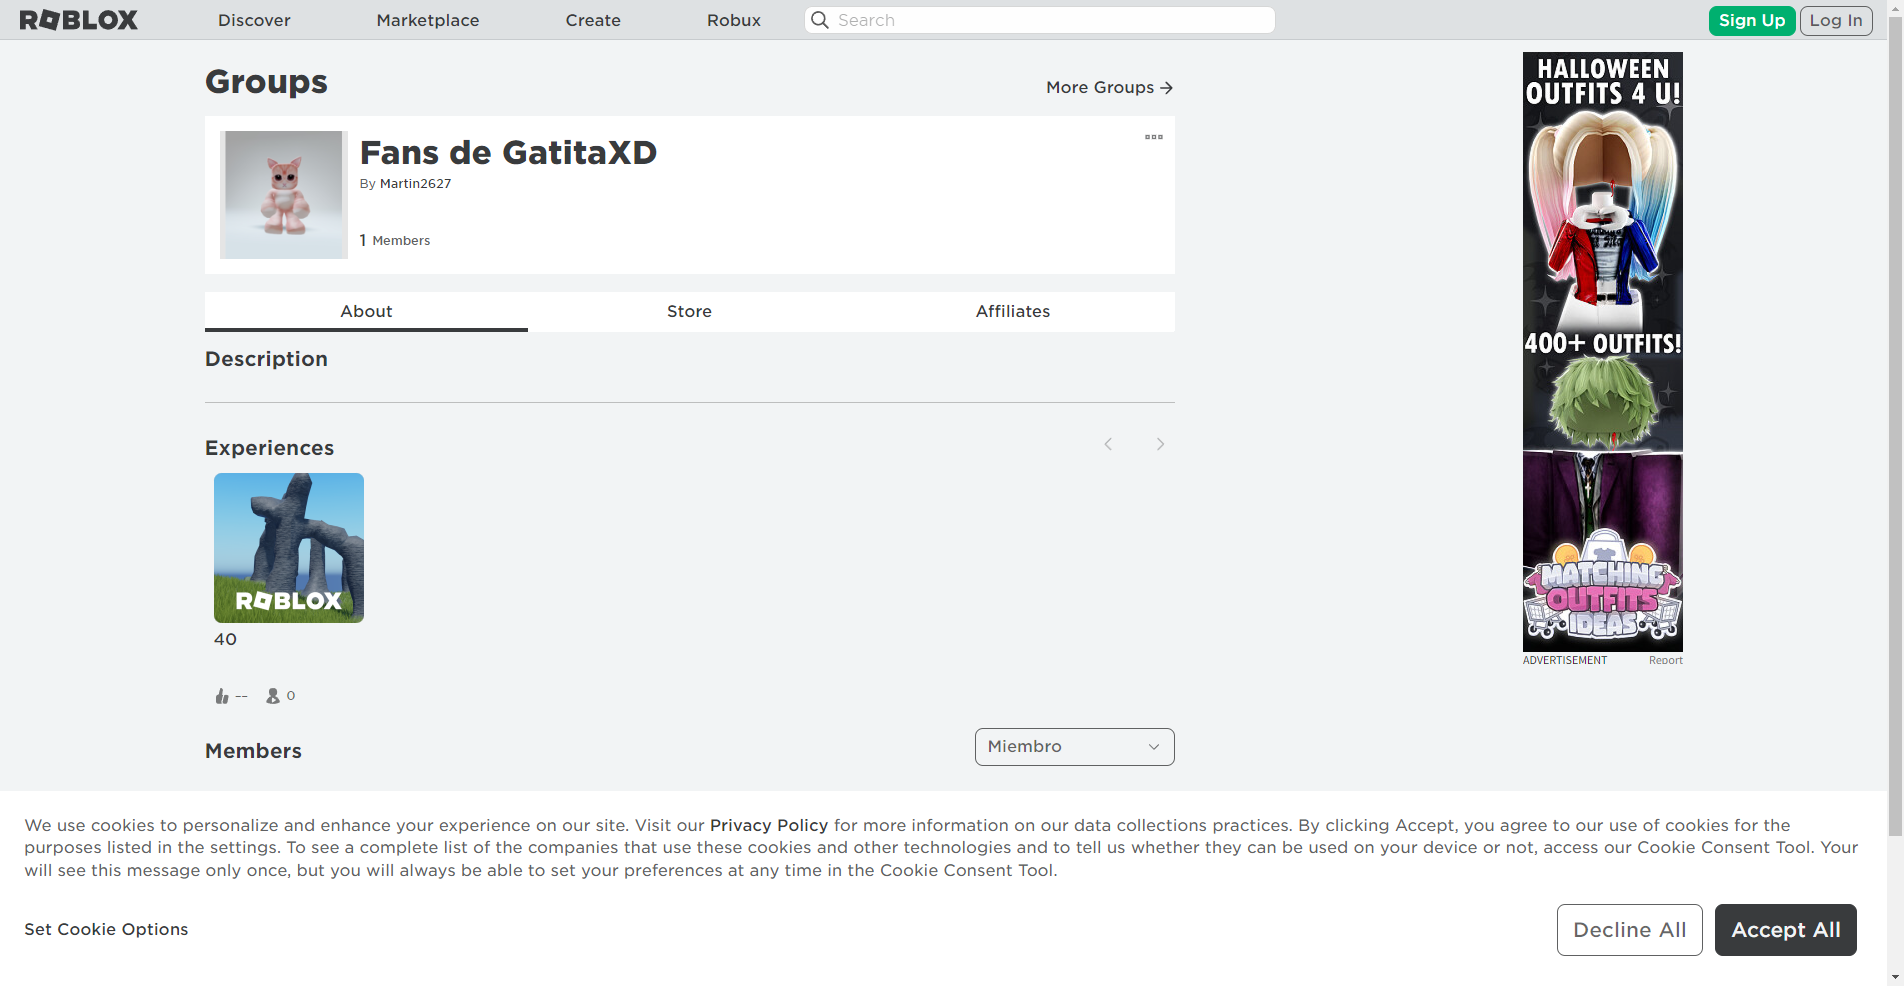 ROBLOX
Discover
Marketplace
Create
Robux
Search
Sign Up
Log In
Groups
More Groups
Fans de GatitaXD
By Martin2627
1 Members
About
Store
Affiliates
Description
Experiences
ROBLOX
40
--
0
Members
Miembro
HALLOWEEN
OUTFITS 4 U!
400+ OUTFITS!
MATCHING
OUTFITS
IDEAS
ADVERTISEMENT
Report
We use cookies to personalize and enhance your experience on our site. Visit our Privacy Policy for more information on our data collections practices. By clicking Accept, you agree to our use of cookies for the
purposes listed in the settings. To see a complete list of the companies that use these cookies and other technologies and to tell us whether they can be used on your device or not, access our Cookie Consent Tool. Your
will see this message only once, but you will always be able to set your preferences at any time in the Cookie Consent Tool.
Set Cookie Options
Decline All
Accept All